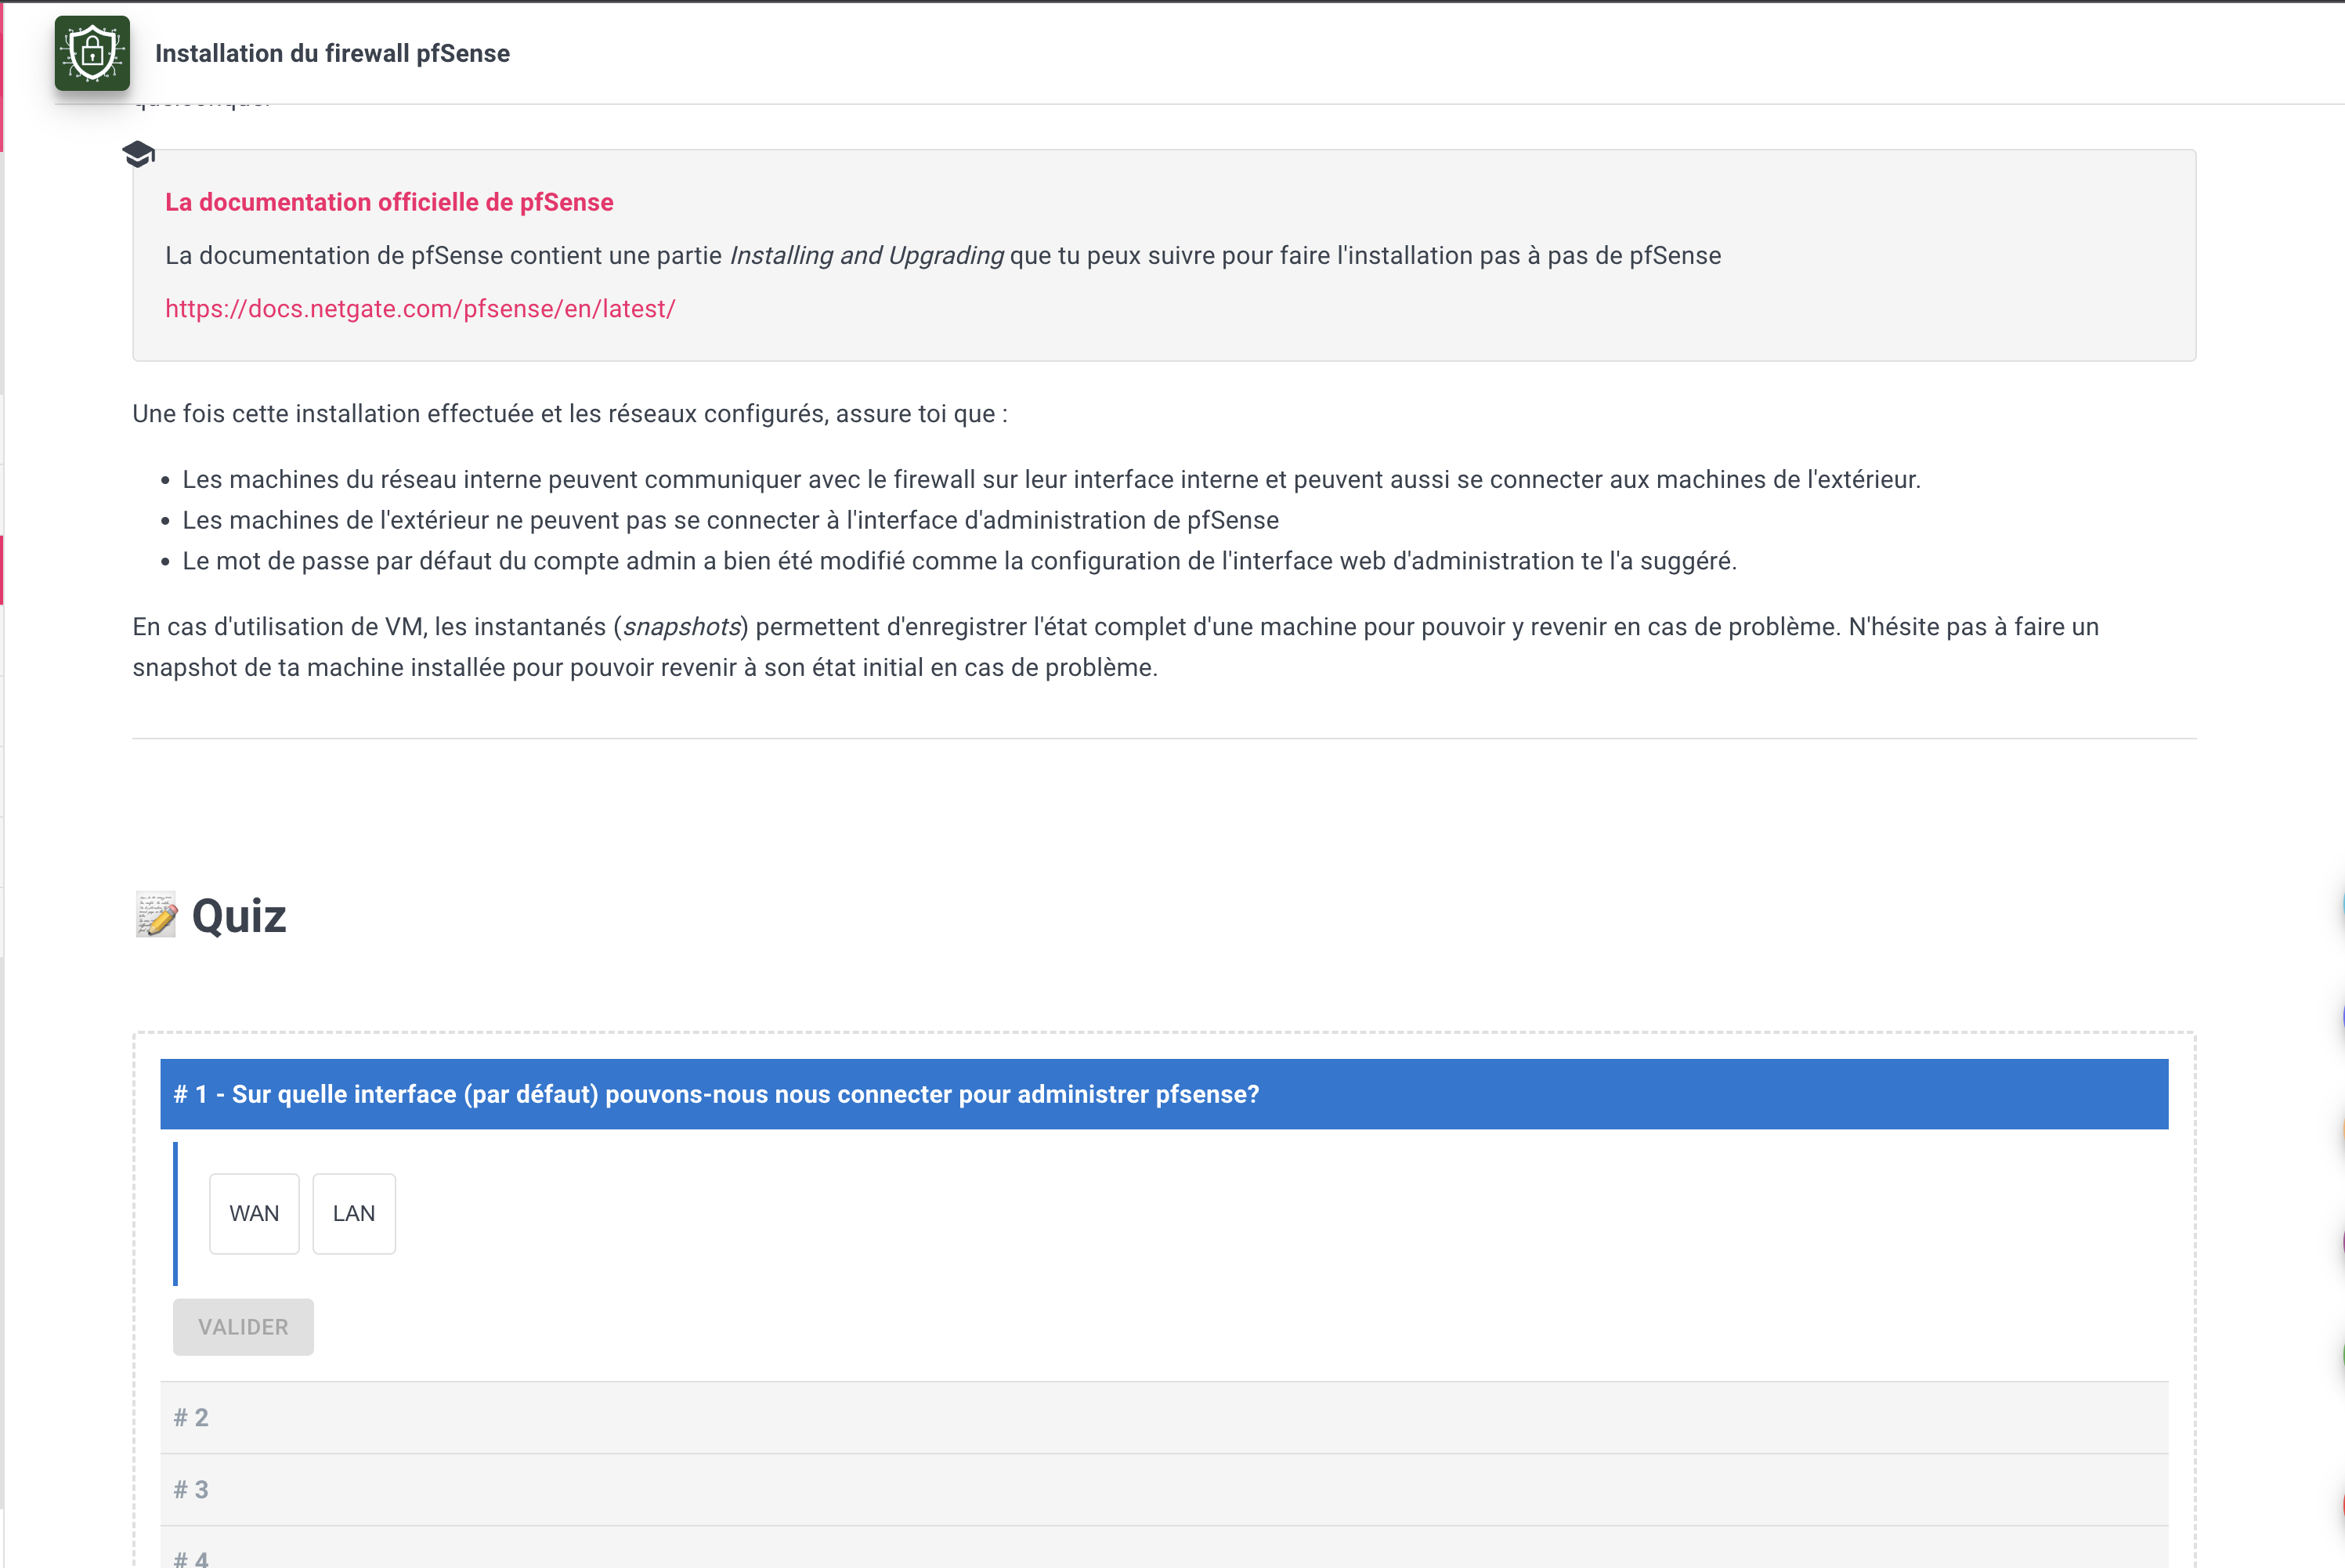 Installation du firewall pfSense
La documentation officielle de pfSense
La documentation de pfSense contient une partie Installing and Upgrading que tu peux suivre pour faire l'installation pas à pas de pfSense
https://docs.netgate.com/pfsense/en/latest/
Une fois cette installation effectuée et les réseaux configurés, assure toi que :
Les machines du réseau interne peuvent communiquer avec le firewall sur leur interface interne et peuvent aussi se connecter aux machines de l'extérieur.
Les machines de l'extérieur ne peuvent pas se connecter à l'interface d'administration de pfSense
Le mot de passe par défaut du compte admin a bien été modifié comme la configuration de l'interface web d'administration te l'a suggéré.
En cas d'utilisation de VM, les instantanés (snapshots) permettent d'enregistrer l'état complet d'une machine pour pouvoir y revenir en cas de problème. N'hésite pas à faire un
snapshot de ta machine installée pour pouvoir revenir à son état initial en cas de problème.
Quiz
# 1 - Sur quelle interface (par défaut) pouvons-nous nous connecter pour administrer pfsense?
WAN LAN
VALIDER
# 2
# 3
# 4